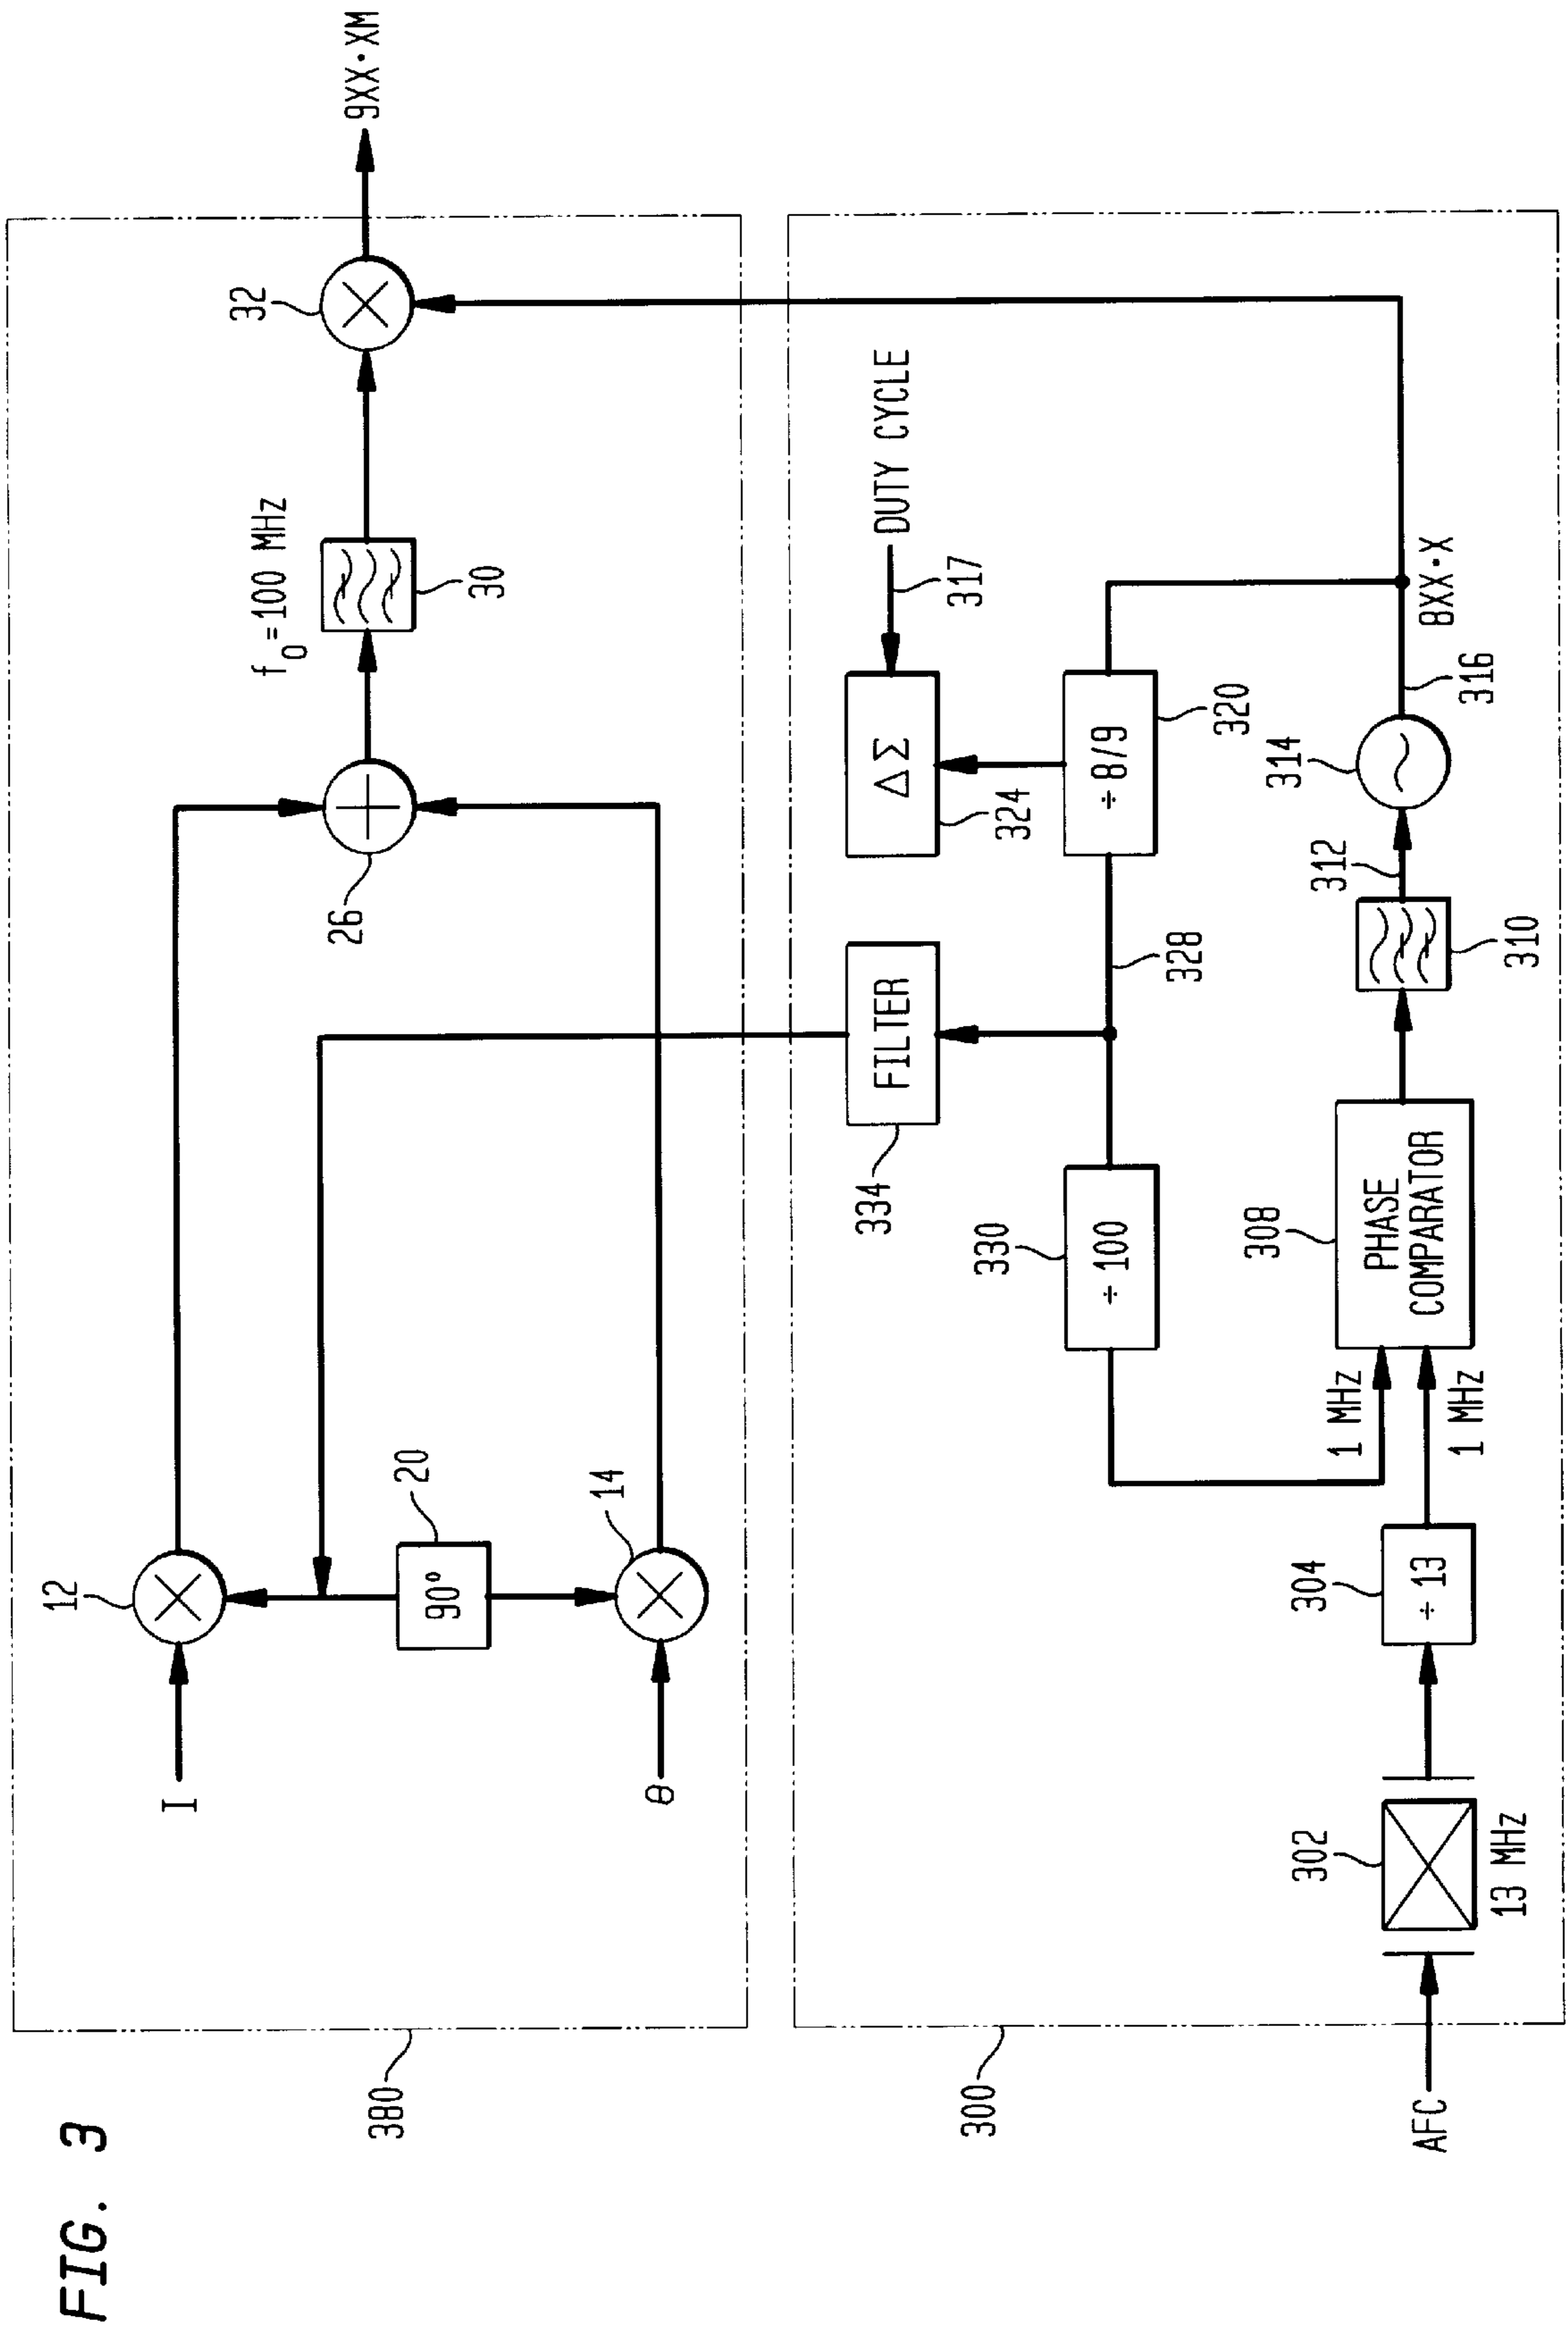 FIG. 3
380
I
θ
12
20
90°
14
26
f₀ = 100 MHz
30
32
9XX·XM
300
AFC
302
13 MHz
304
÷ 13
1 MHz
1 MHz
308
PHASE
COMPARATOR
310
312
314
316
8XX·X
330
÷ 100
334
FILTER
328
320
÷ 8/9
324
ΔΣ
317
DUTY CYCLE